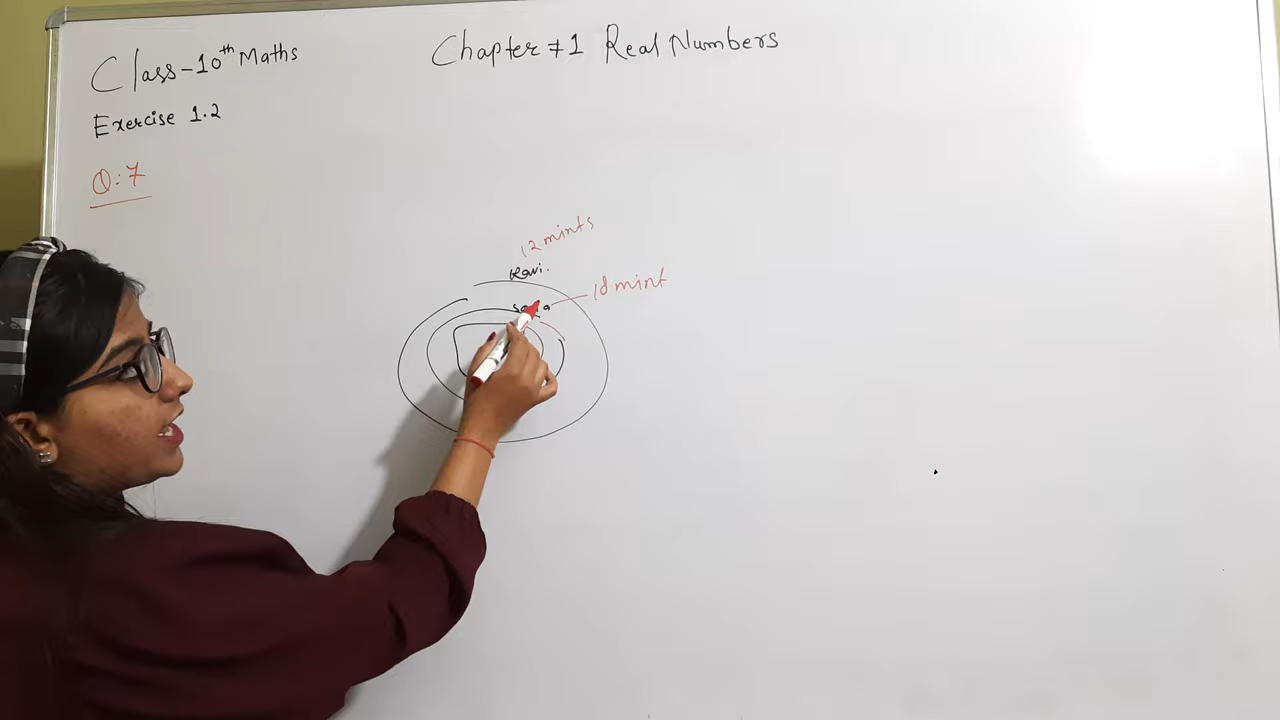 Class-10th Maths
Chapter ≠ 1 Real Numbers
Exercise 1.2
Q:7
12 mints
Ravi.
18 mint